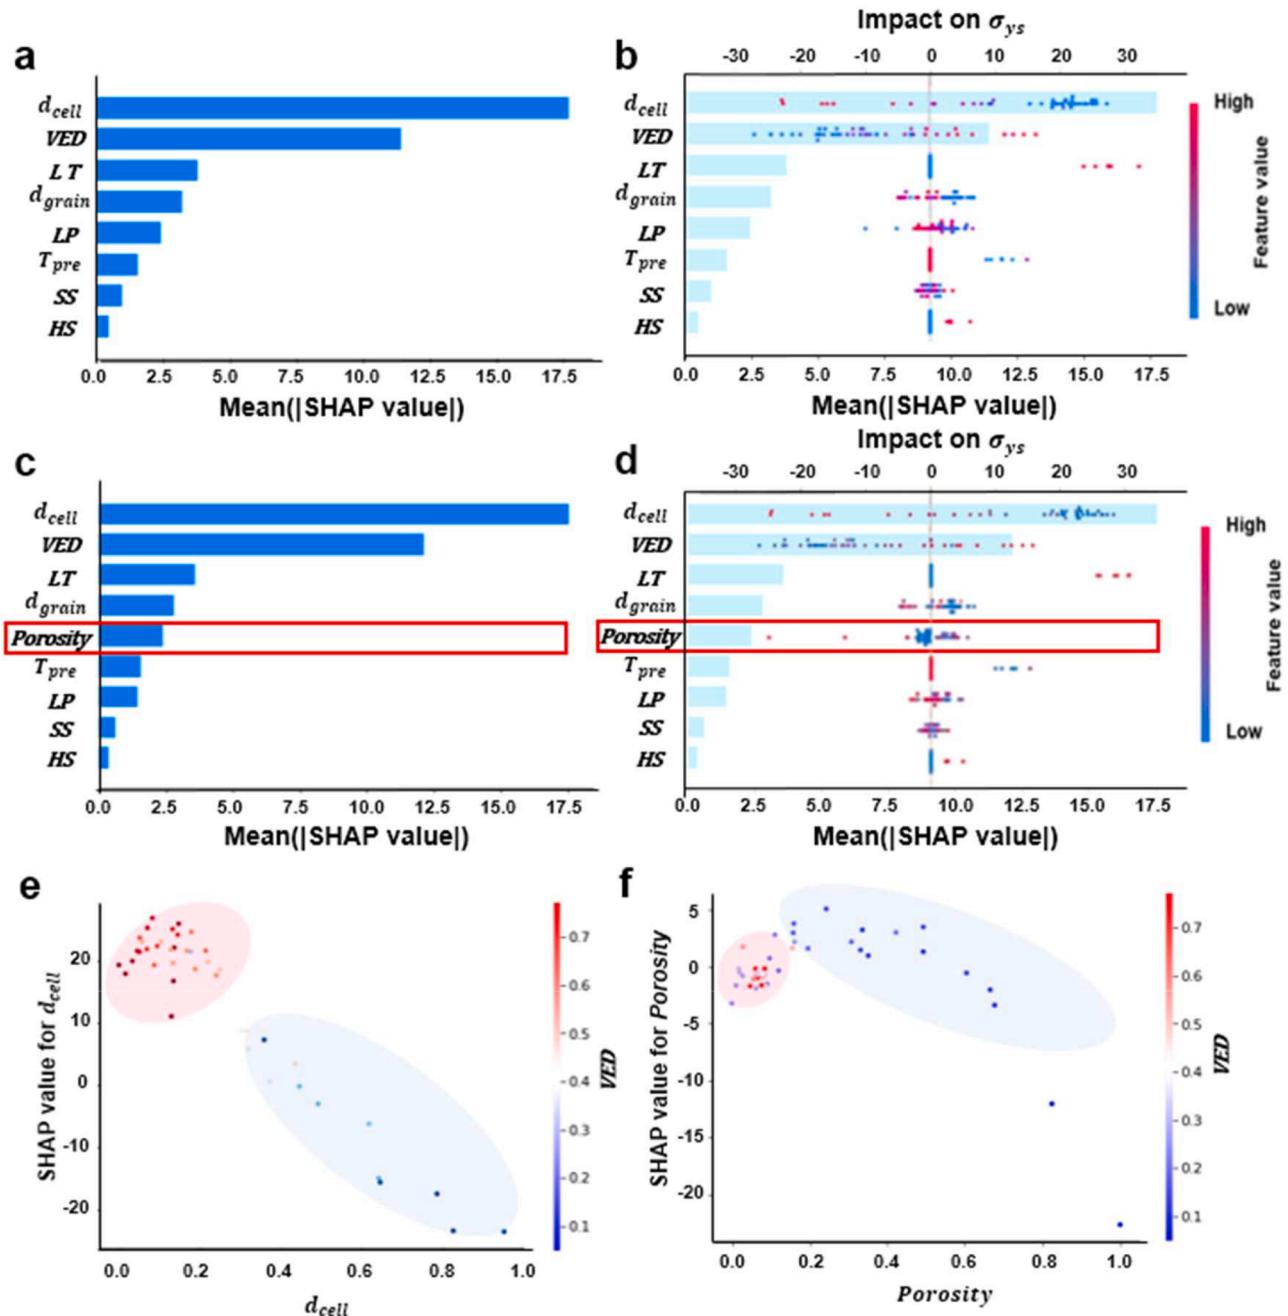 a
d_cell
VED
LT
d_grain
LP
T_pre
SS
HS
0.0 2.5 5.0 7.5 10.0 12.5 15.0 17.5
Mean(|SHAP value|)
b
Impact on σ_ys
-30 -20 -10 0 10 20 30
d_cell
VED
LT
d_grain
LP
T_pre
SS
HS
0.0 2.5 5.0 7.5 10.0 12.5 15.0 17.5
Mean(|SHAP value|)
High
Feature value
Low
c
d_cell
VED
LT
d_grain
Porosity
T_pre
LP
SS
HS
0.0 2.5 5.0 7.5 10.0 12.5 15.0 17.5
Mean(|SHAP value|)
d
Impact on σ_ys
-30 -20 -10 0 10 20 30
d_cell
VED
LT
d_grain
Porosity
T_pre
LP
SS
HS
0.0 2.5 5.0 7.5 10.0 12.5 15.0 17.5
Mean(|SHAP value|)
High
Feature value
Low
e
SHAP value for d_cell
20
10
0
-10
-20
0.0 0.2 0.4 0.6 0.8 1.0
d_cell
0.7
0.6
0.5
0.4
0.3
0.2
0.1
VED
f
SHAP value for Porosity
5
0
-5
-10
-15
-20
0.0 0.2 0.4 0.6 0.8 1.0
Porosity
0.7
0.6
0.5
0.4
0.3
0.2
0.1
VED